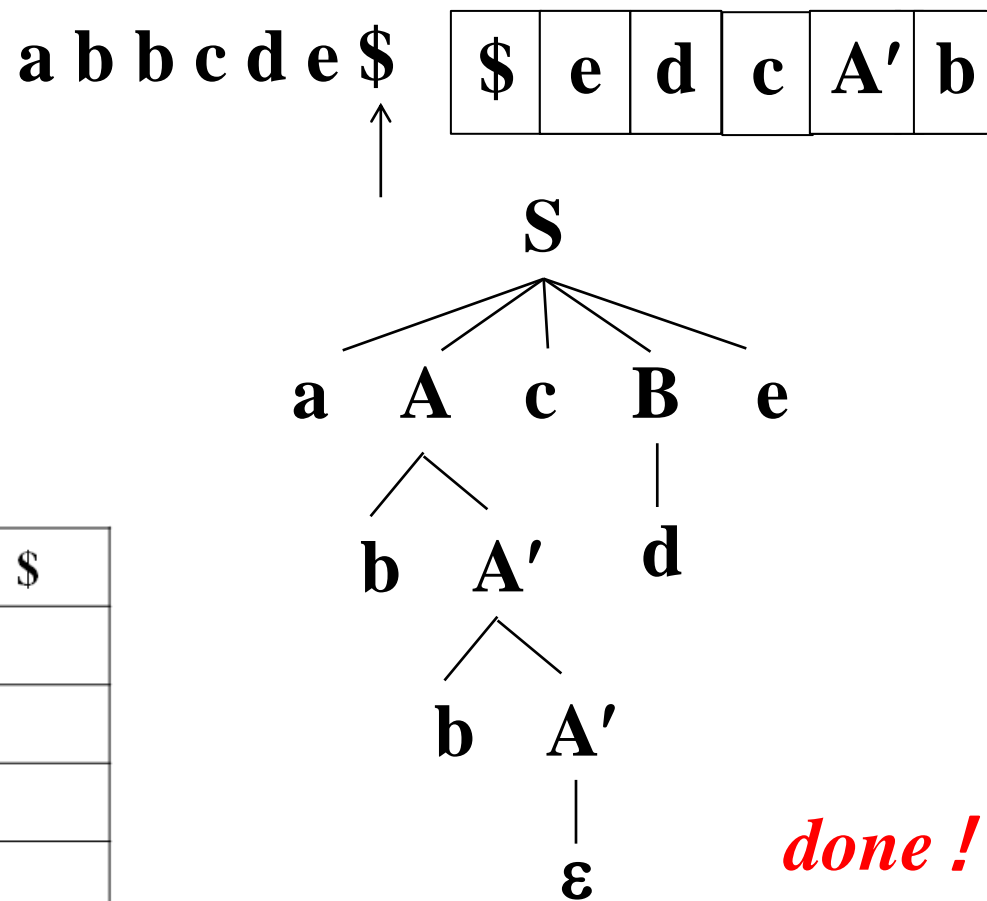 a b b c d e $ $ e d c A′ b
S
a A c B e
b A′ d
$
b A′
done !
ε